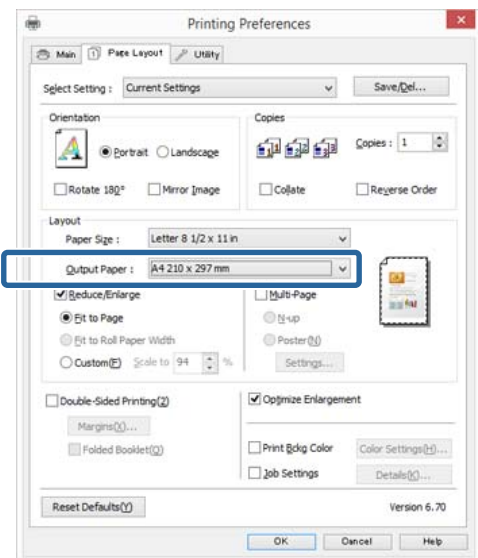 Printing Preferences
Main Page Layout Utility
Select Setting : Current Settings Save/Del...
Orientation Copies
Portrait Landscape Copies : 1
Rotate 180° Mirror Image Collate Reverse Order
Layout
Paper Size : Letter 8 1/2 x 11 in
Output Paper : A4 210 x 297 mm
Reduce/Enlarge Multi-Page
Fit to Page N-up
Fit to Roll Paper Width Poster(N)
Custom(F) Scale to 94 % Settings...
Double-Sided Printing(2) Optimize Enlargement
Margins(X)...
Folded Booklet(Q) Print Bckg Color Color Settings(H)...
Job Settings Details(K)...
Reset Defaults(Y) Version 6.70
OK Cancel Help